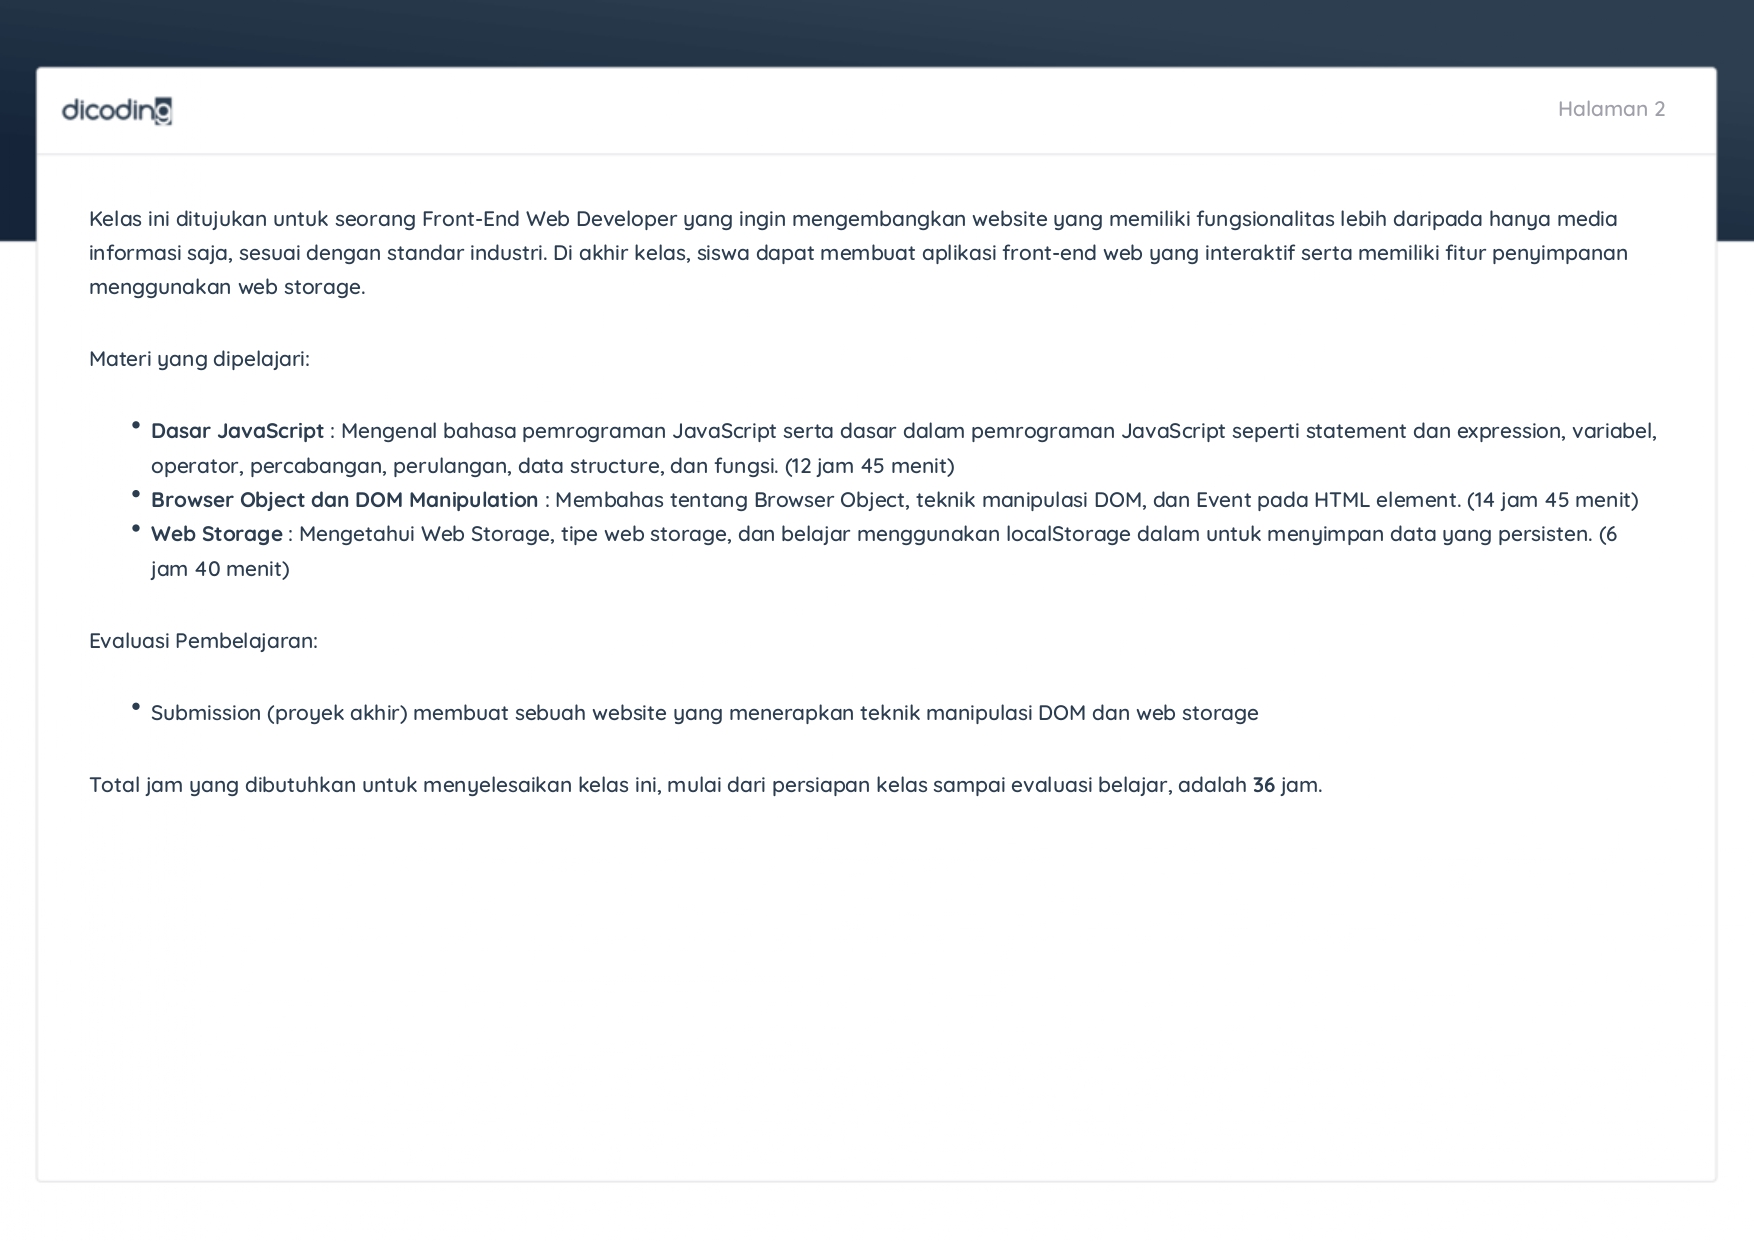 dicoding
Halaman 2
Kelas ini ditujukan untuk seorang Front-End Web Developer yang ingin mengembangkan website yang memiliki fungsionalitas lebih daripada hanya media
informasi saja, sesuai dengan standar industri. Di akhir kelas, siswa dapat membuat aplikasi front-end web yang interaktif serta memiliki fitur penyimpanan
menggunakan web storage.
Materi yang dipelajari:
• Dasar JavaScript : Mengenal bahasa pemrograman JavaScript serta dasar dalam pemrograman JavaScript seperti statement dan expression, variabel,
operator, percabangan, perulangan, data structure, dan fungsi. (12 jam 45 menit)
• Browser Object dan DOM Manipulation : Membahas tentang Browser Object, teknik manipulasi DOM, dan Event pada HTML element. (14 jam 45 menit)
• Web Storage : Mengetahui Web Storage, tipe web storage, dan belajar menggunakan localStorage dalam untuk menyimpan data yang persisten. (6
jam 40 menit)
Evaluasi Pembelajaran:
• Submission (proyek akhir) membuat sebuah website yang menerapkan teknik manipulasi DOM dan web storage
Total jam yang dibutuhkan untuk menyelesaikan kelas ini, mulai dari persiapan kelas sampai evaluasi belajar, adalah 36 jam.